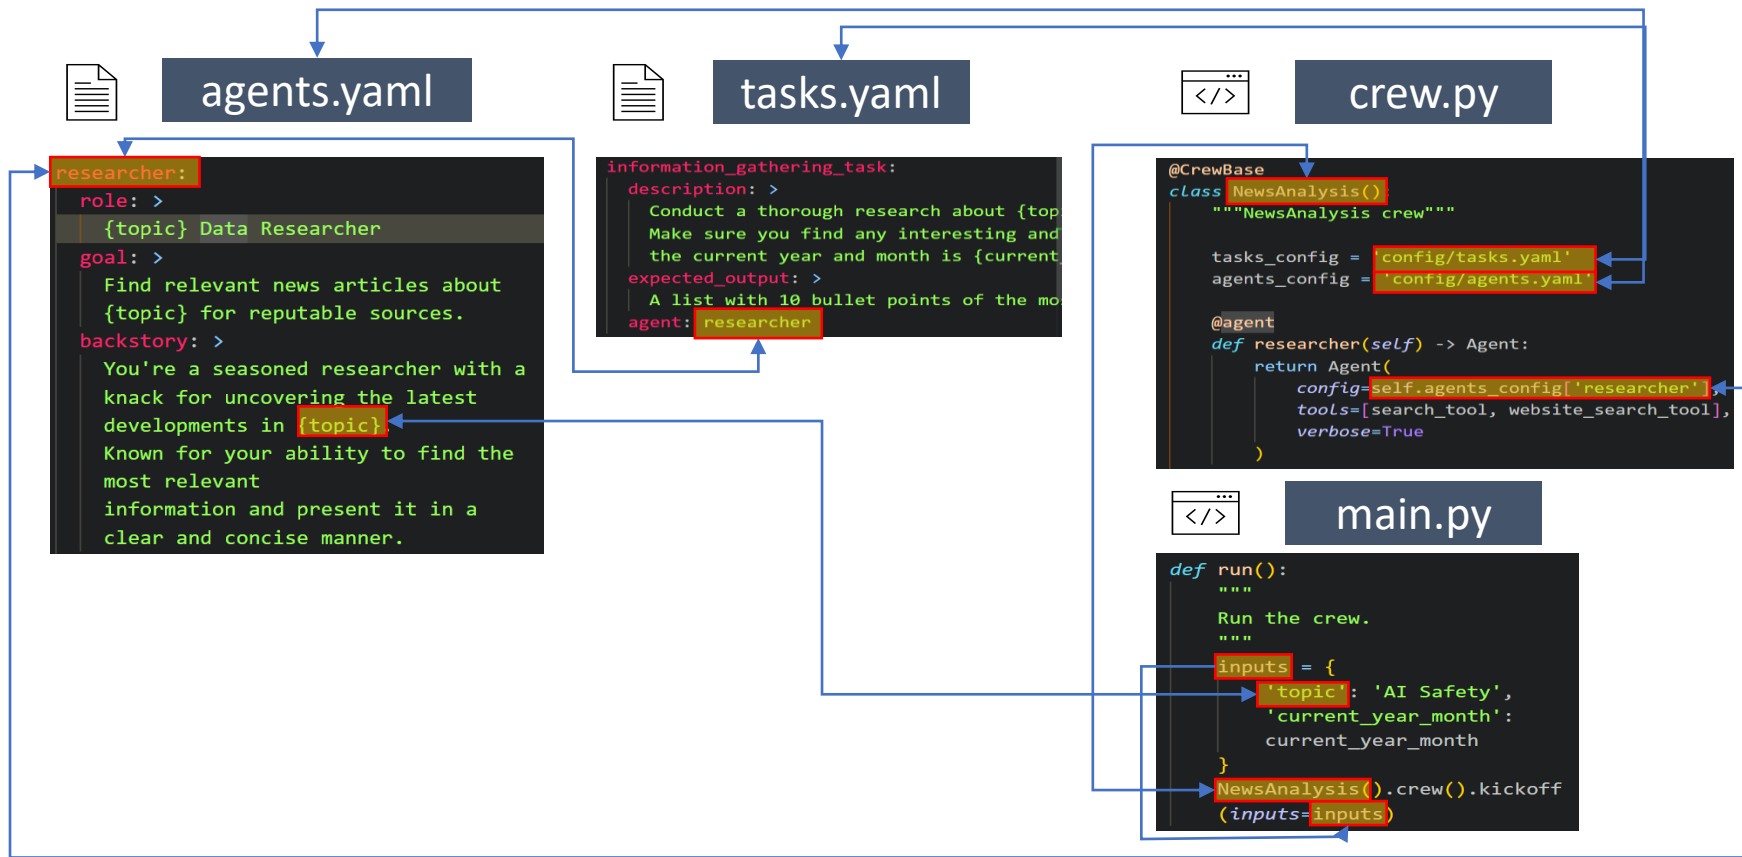 agents.yaml
researcher:
role: >
{topic} Data Researcher
goal: >
Find relevant news articles about
{topic} for reputable sources.
backstory: >
You're a seasoned researcher with a
knack for uncovering the latest
developments in {topic}.
Known for your ability to find the
most relevant
information and present it in a
clear and concise manner.
tasks.yaml
information_gathering_task:
description: >
Conduct a thorough research about {top
Make sure you find any interesting and
the current year and month is {current_
expected_output: >
A list with 10 bullet points of the mo
agent: researcher
</> crew.py
@CrewBase
class NewsAnalysis():
"""NewsAnalysis crew"""
tasks_config = 'config/tasks.yaml'
agents_config = 'config/agents.yaml'
@agent
def researcher(self) -> Agent:
return Agent(
config=self.agents_config['researcher'],
tools=[search_tool, website_search_tool],
verbose=True
)
</> main.py
def run():
"""
Run the crew.
"""
inputs = {
'topic': 'AI Safety',
'current_year_month':
current_year_month
}
NewsAnalysis().crew().kickoff
(inputs=inputs)